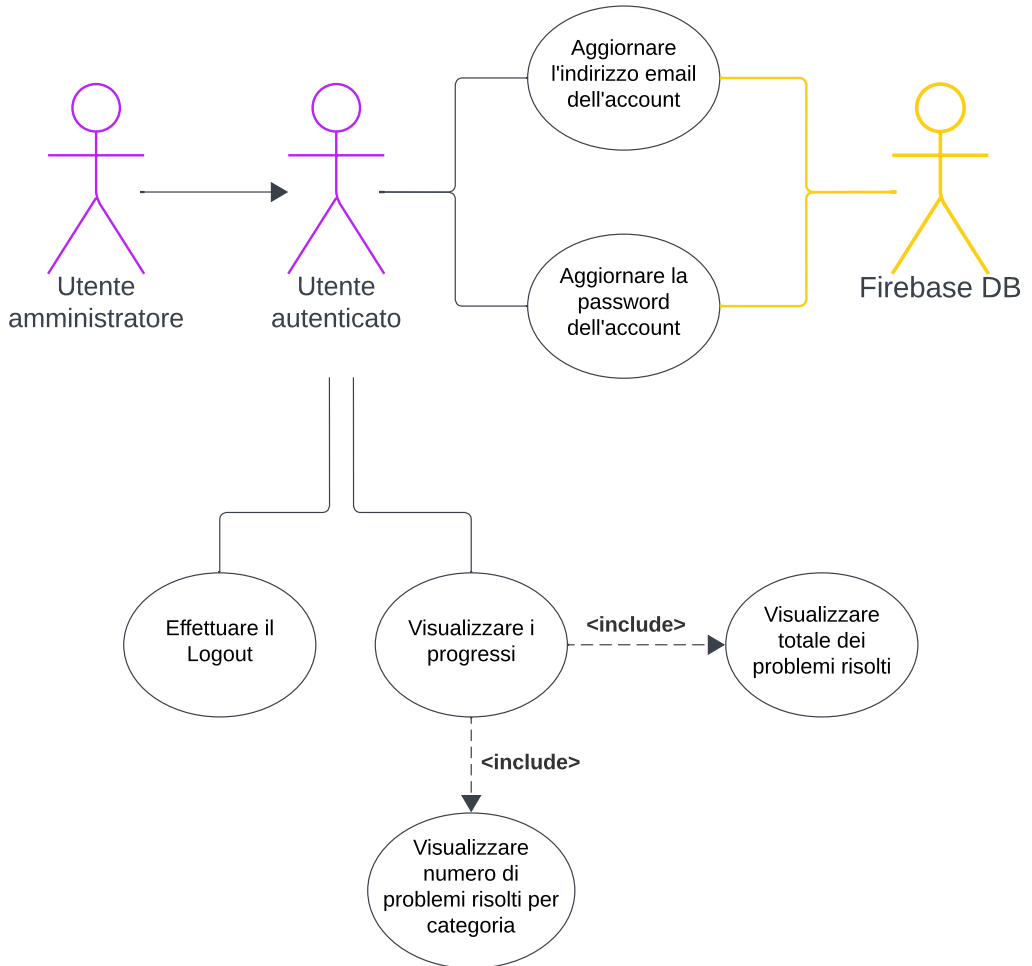 Aggiornare
l'indirizzo email
dell'account
Utente
amministratore
Utente
autenticato
Aggiornare la
password
dell'account
Firebase DB
Effettuare il
Logout
Visualizzare i
progressi
<include>
Visualizzare
totale dei
problemi risolti
<include>
Visualizzare
numero di
problemi risolti per
categoria